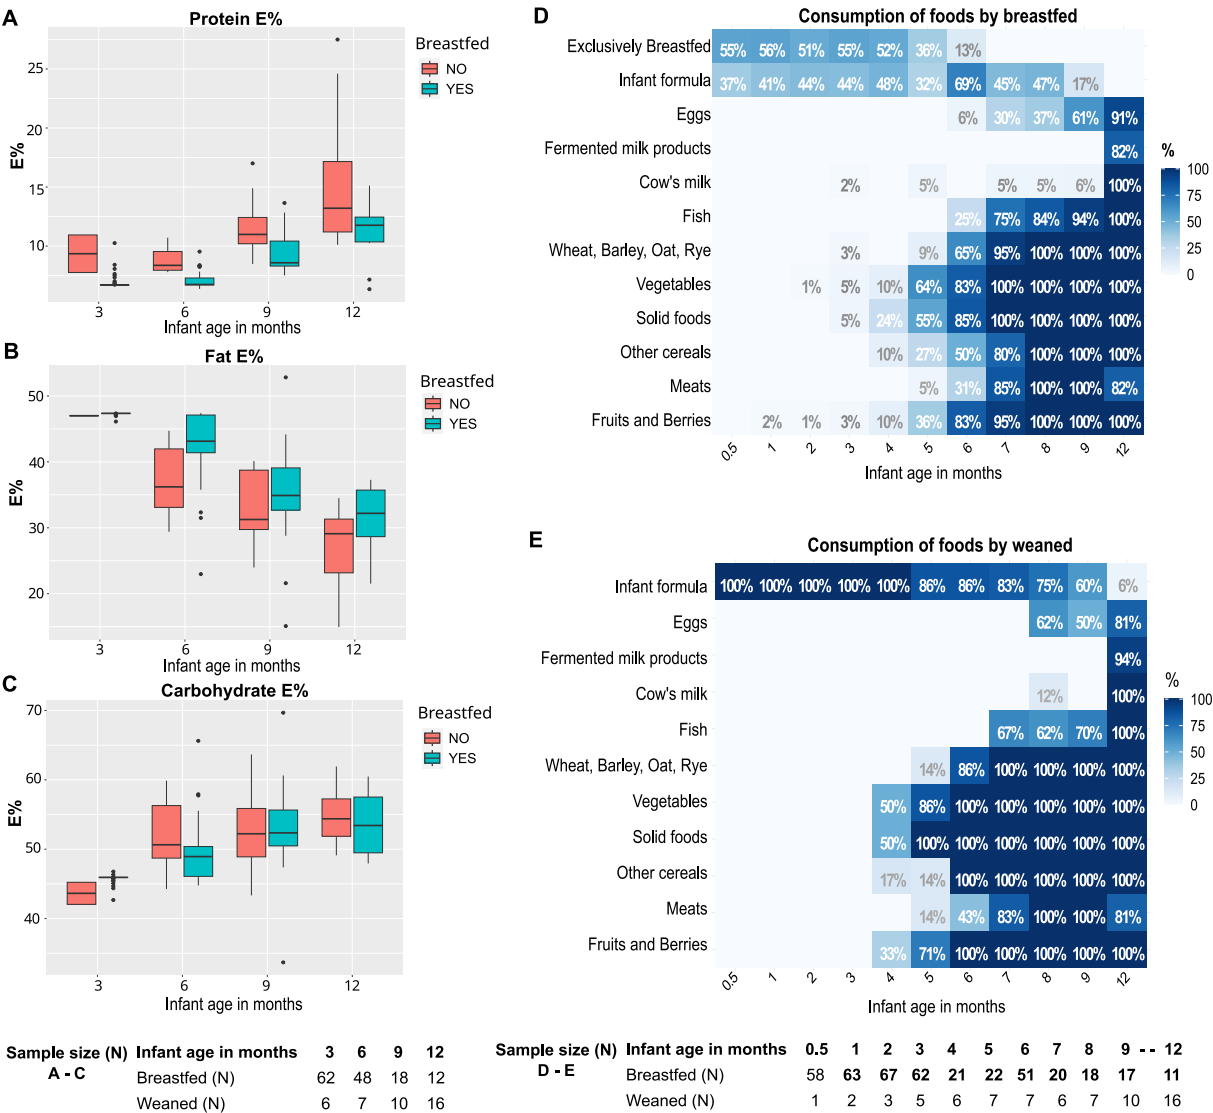 A
Protein E%
E%
25
20
15
10
3 6 9 12
Infant age in months
Breastfed
NO
YES
B
Fat E%
E%
50
40
30
20
3 6 9 12
Infant age in months
Breastfed
NO
YES
C
Carbohydrate E%
E%
70
60
50
40
3 6 9 12
Infant age in months
Breastfed
NO
YES
D
Consumption of foods by breastfed
Exclusively Breastfed 55% 56% 51% 55% 52% 36% 13%
Infant formula 37% 41% 44% 44% 48% 32% 69% 45% 47% 17%
Eggs 6% 30% 37% 61% 91%
Fermented milk products 82%
Cow's milk 2% 5% 5% 5% 6% 100%
Fish 25% 75% 84% 94% 100%
Wheat, Barley, Oat, Rye 3% 9% 65% 95% 100% 100% 100%
Vegetables 1% 5% 10% 64% 83% 100% 100% 100% 100%
Solid foods 5% 24% 55% 85% 100% 100% 100% 100%
Other cereals 10% 27% 50% 80% 100% 100% 100%
Meats 5% 31% 85% 100% 100% 82%
Fruits and Berries 2% 1% 3% 10% 36% 83% 95% 100% 100% 100%
0.5 1 2 3 4 5 6 7 8 9 12
Infant age in months
%
100
75
50
25
0
E
Consumption of foods by weaned
Infant formula 100% 100% 100% 100% 100% 86% 86% 83% 75% 60% 6%
Eggs 62% 50% 81%
Fermented milk products 94%
Cow's milk 12% 100%
Fish 67% 62% 70% 100%
Wheat, Barley, Oat, Rye 14% 86% 100% 100% 100% 100%
Vegetables 50% 86% 100% 100% 100% 100% 100%
Solid foods 50% 100% 100% 100% 100% 100% 100%
Other cereals 17% 14% 100% 100% 100% 100% 100%
Meats 14% 43% 83% 100% 100% 81%
Fruits and Berries 33% 71% 100% 100% 100% 100% 100%
0.5 1 2 3 4 5 6 7 8 9 12
Infant age in months
%
100
75
50
25
0
Sample size (N) Infant age in months 3 6 9 12
A - C Breastfed (N) 62 48 18 12
Weaned (N) 6 7 10 16
Sample size (N) Infant age in months 0.5 1 2 3 4 5 6 7 8 9 -- 12
D - E Breastfed (N) 58 63 67 62 21 22 51 20 18 17 11
Weaned (N) 1 2 3 5 6 7 7 6 7 10 16